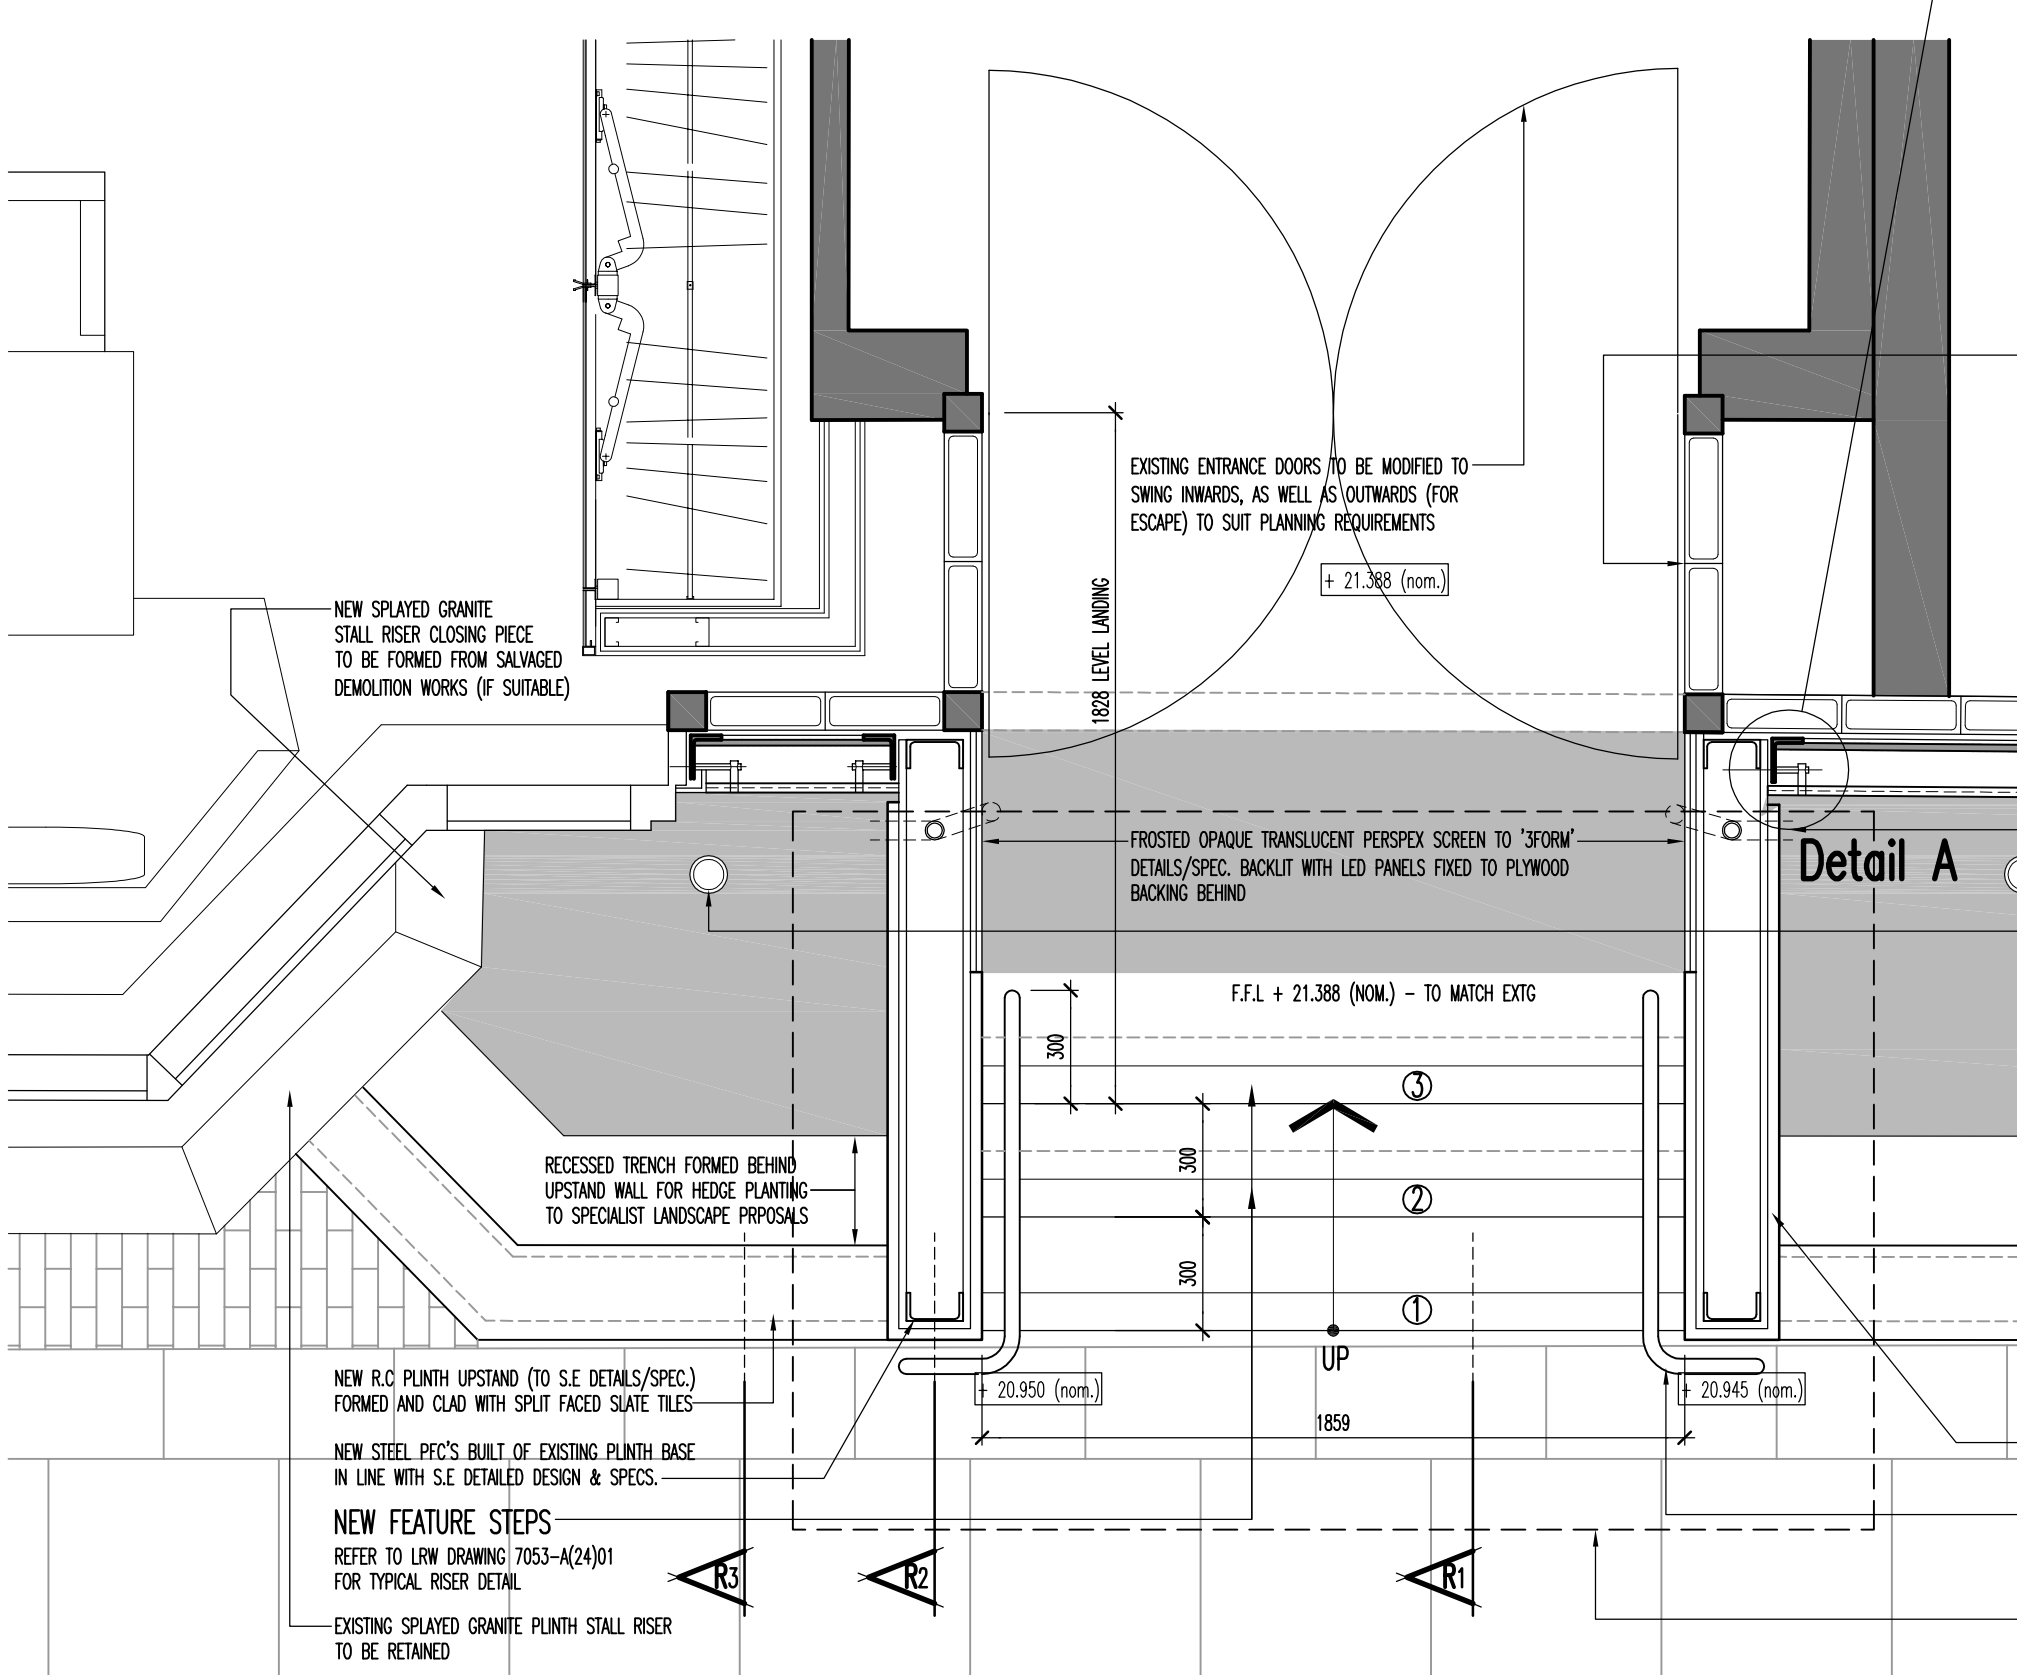 EXISTING ENTRANCE DOORS TO BE MODIFIED TO
SWING INWARDS, AS WELL AS OUTWARDS (FOR
ESCAPE) TO SUIT PLANNING REQUIREMENTS
+ 21.388 (nom.)
1828 LEVEL LANDING
NEW SPLAYED GRANITE
STALL RISER CLOSING PIECE
TO BE FORMED FROM SALVAGED
DEMOLITION WORKS (IF SUITABLE)
FROSTED OPAQUE TRANSLUCENT PERSPEX SCREEN TO '3FORM'
DETAILS/SPEC. BACKLIT WITH LED PANELS FIXED TO PLYWOOD
BACKING BEHIND
Detail A
F.F.L + 21.388 (NOM.) - TO MATCH EXTG
300
3
300
2
300
1
UP
RECESSED TRENCH FORMED BEHIND
UPSTAND WALL FOR HEDGE PLANTING
TO SPECIALIST LANDSCAPE PRPOSALS
NEW R.C PLINTH UPSTAND (TO S.E DETAILS/SPEC.)
FORMED AND CLAD WITH SPLIT FACED SLATE TILES
+ 20.950 (nom.)
+ 20.945 (nom.)
1859
NEW STEEL PFC'S BUILT OF EXISTING PLINTH BASE
IN LINE WITH S.E DETAILED DESIGN & SPECS.
NEW FEATURE STEPS
REFER TO LRW DRAWING 7053-A(24)01
FOR TYPICAL RISER DETAIL
R3
R2
R1
EXISTING SPLAYED GRANITE PLINTH STALL RISER
TO BE RETAINED